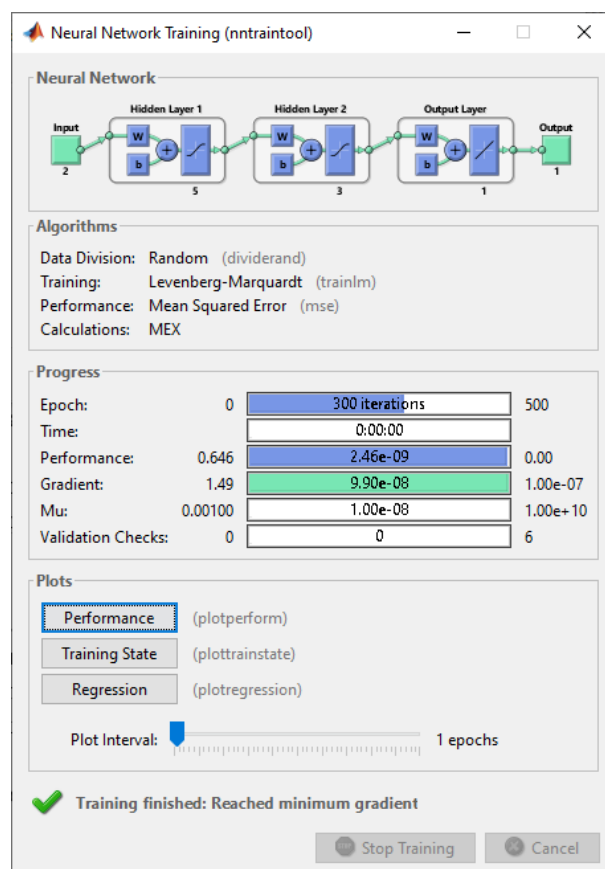 Neural Network Training (nntraintool)
Neural Network
Hidden Layer 1 Hidden Layer 2 Output Layer
Input Output
W W W
b b b
+ + +
2 5 3 1 1
Algorithms
Data Division: Random (dividerand)
Training: Levenberg-Marquardt (trainlm)
Performance: Mean Squared Error (mse)
Calculations: MEX
Progress
Epoch: 0 300 iterations 500
Time: 0:00:00
Performance: 0.646 2.46e-09 0.00
Gradient: 1.49 9.90e-08 1.00e-07
Mu: 0.00100 1.00e-08 1.00e+10
Validation Checks: 0 0 6
Plots
Performance (plotperform)
Training State (plottrainstate)
Regression (plotregression)
Plot Interval: 1 epochs
Training finished: Reached minimum gradient
Stop Training Cancel